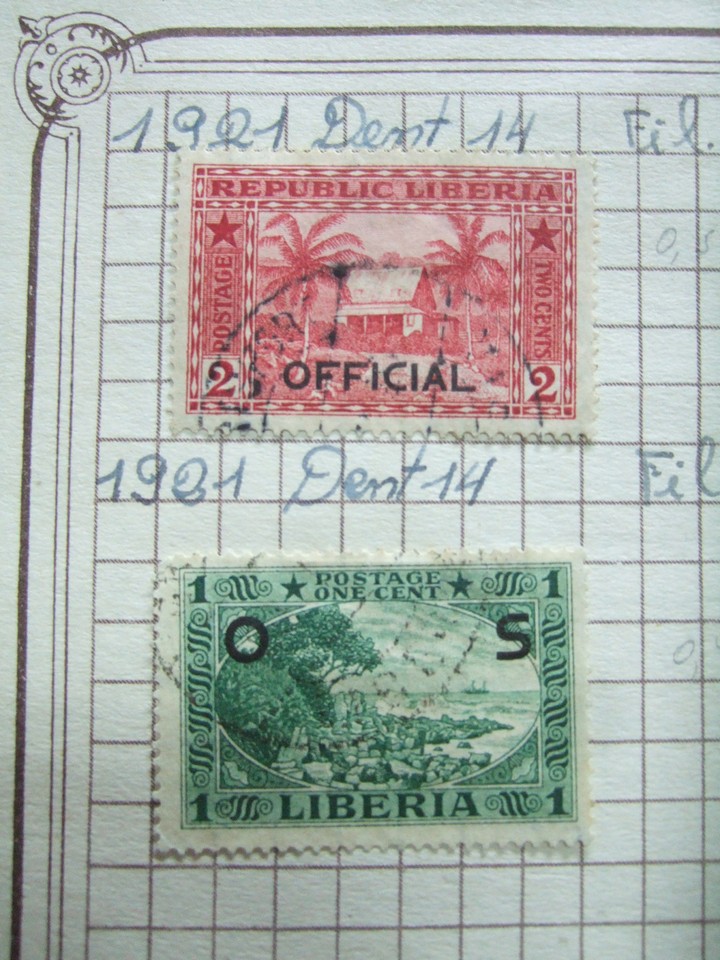 1921 Dent 14 Fil.
REPUBLIC LIBERIA
POSTAGE
TWO CENTS
2 OFFICIAL 2
1921 Dent 14 Fil
1 POSTAGE 1
ONE CENT
O S
1 LIBERIA 1